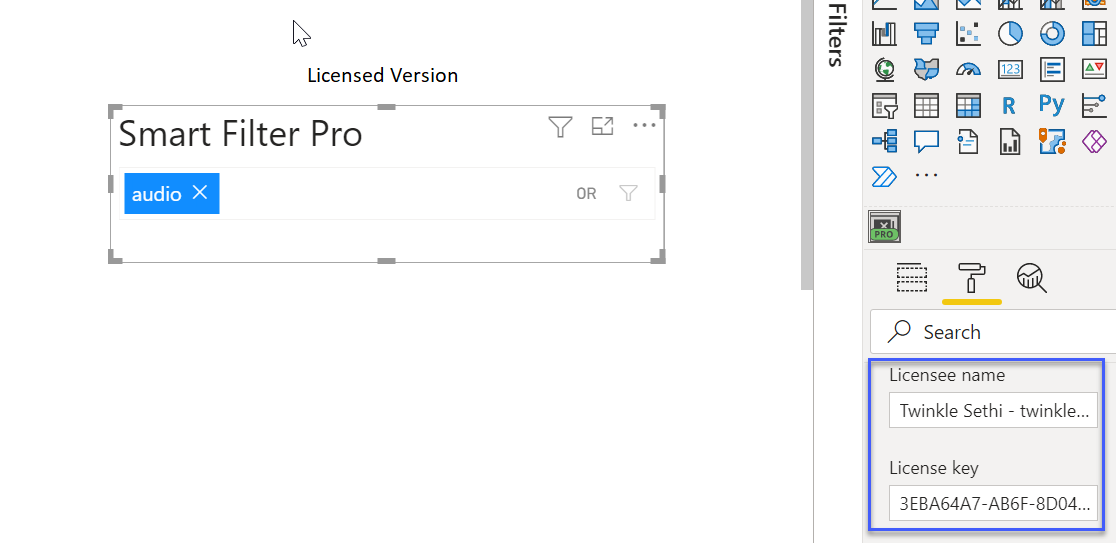 Filters
Licensed Version
Smart Filter Pro
audio
OR
123
R
Py
PRO
Search
Licensee name
Twinkle Sethi - twinkle...
License key
3EBA64A7-AB6F-8D04...